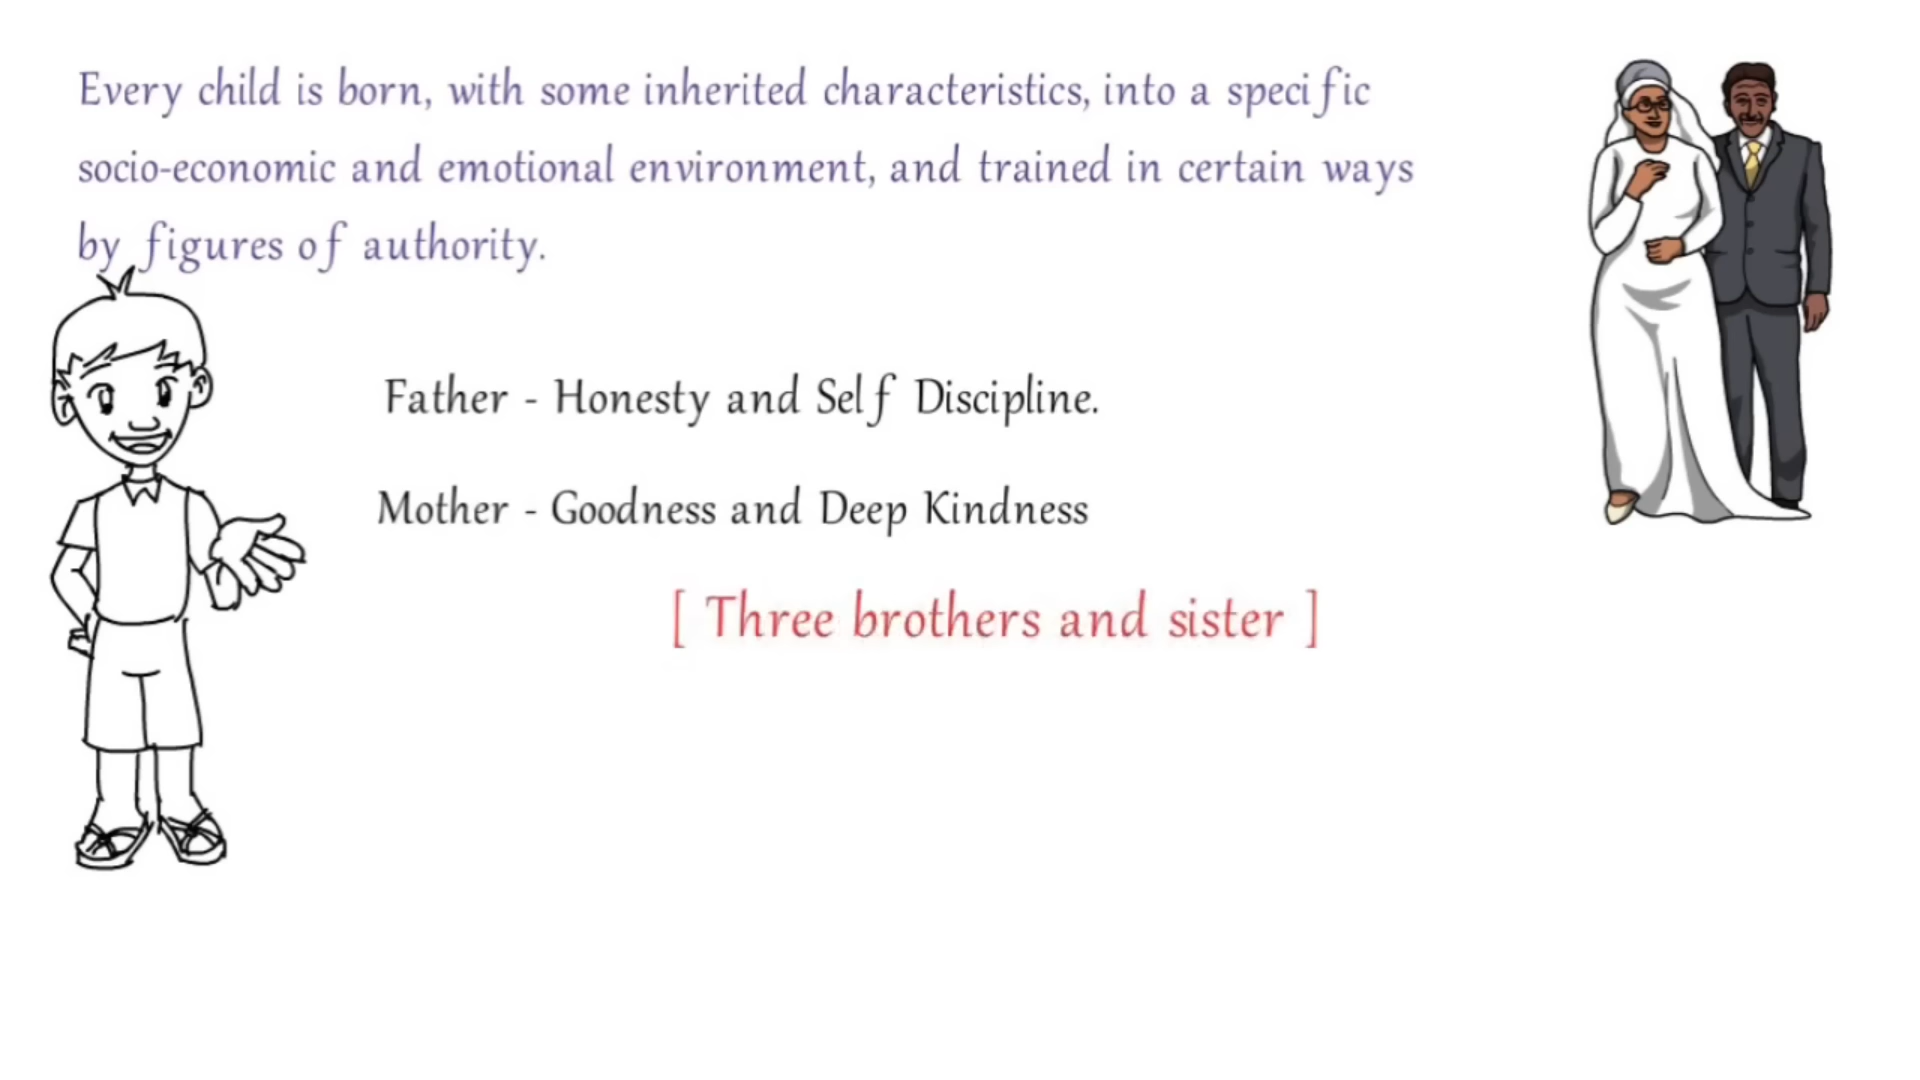 Every child is born, with some inherited characteristics, into a specific
socio-economic and emotional environment, and trained in certain ways
by figures of authority.
Father - Honesty and Self Discipline.
Mother - Goodness and Deep Kindness
[ Three brothers and sister ]